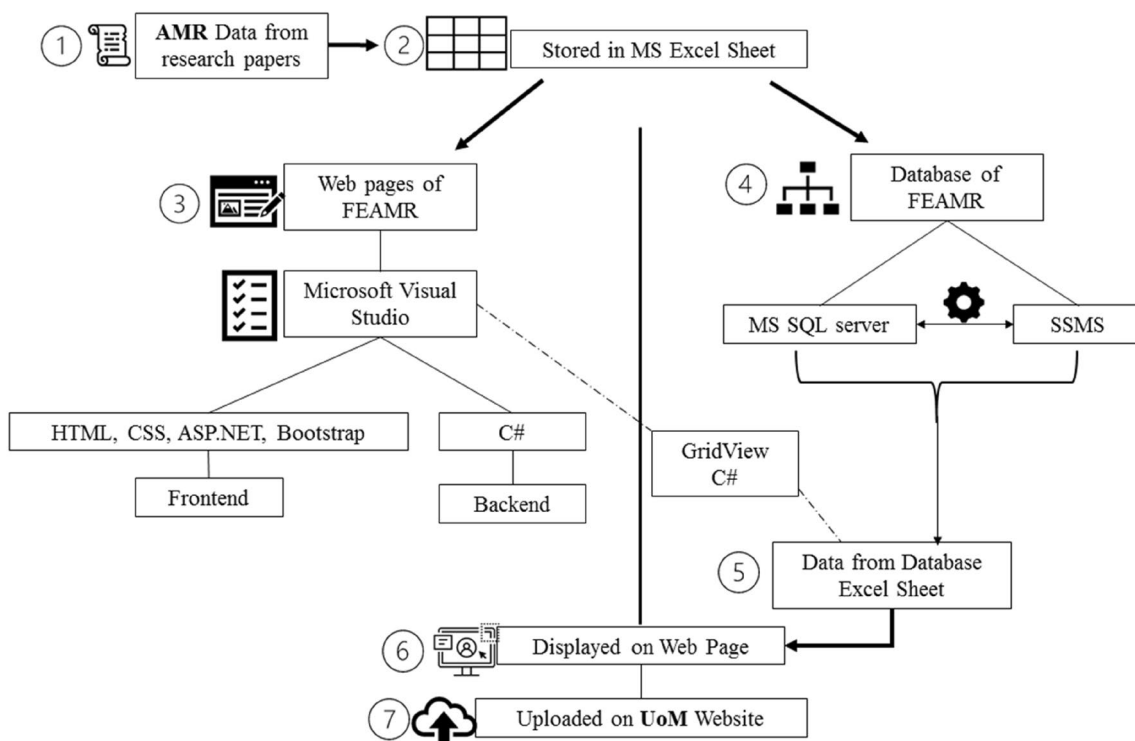 1
AMR Data from
research papers
2
Stored in MS Excel Sheet
3
Web pages of
FEAMR
4
Database of
FEAMR
Microsoft Visual
Studio
MS SQL server
SSMS
HTML, CSS, ASP.NET, Bootstrap
C#
Frontend
Backend
GridView
C#
5
Data from Database
Excel Sheet
6
Displayed on Web Page
7
Uploaded on UoM Website